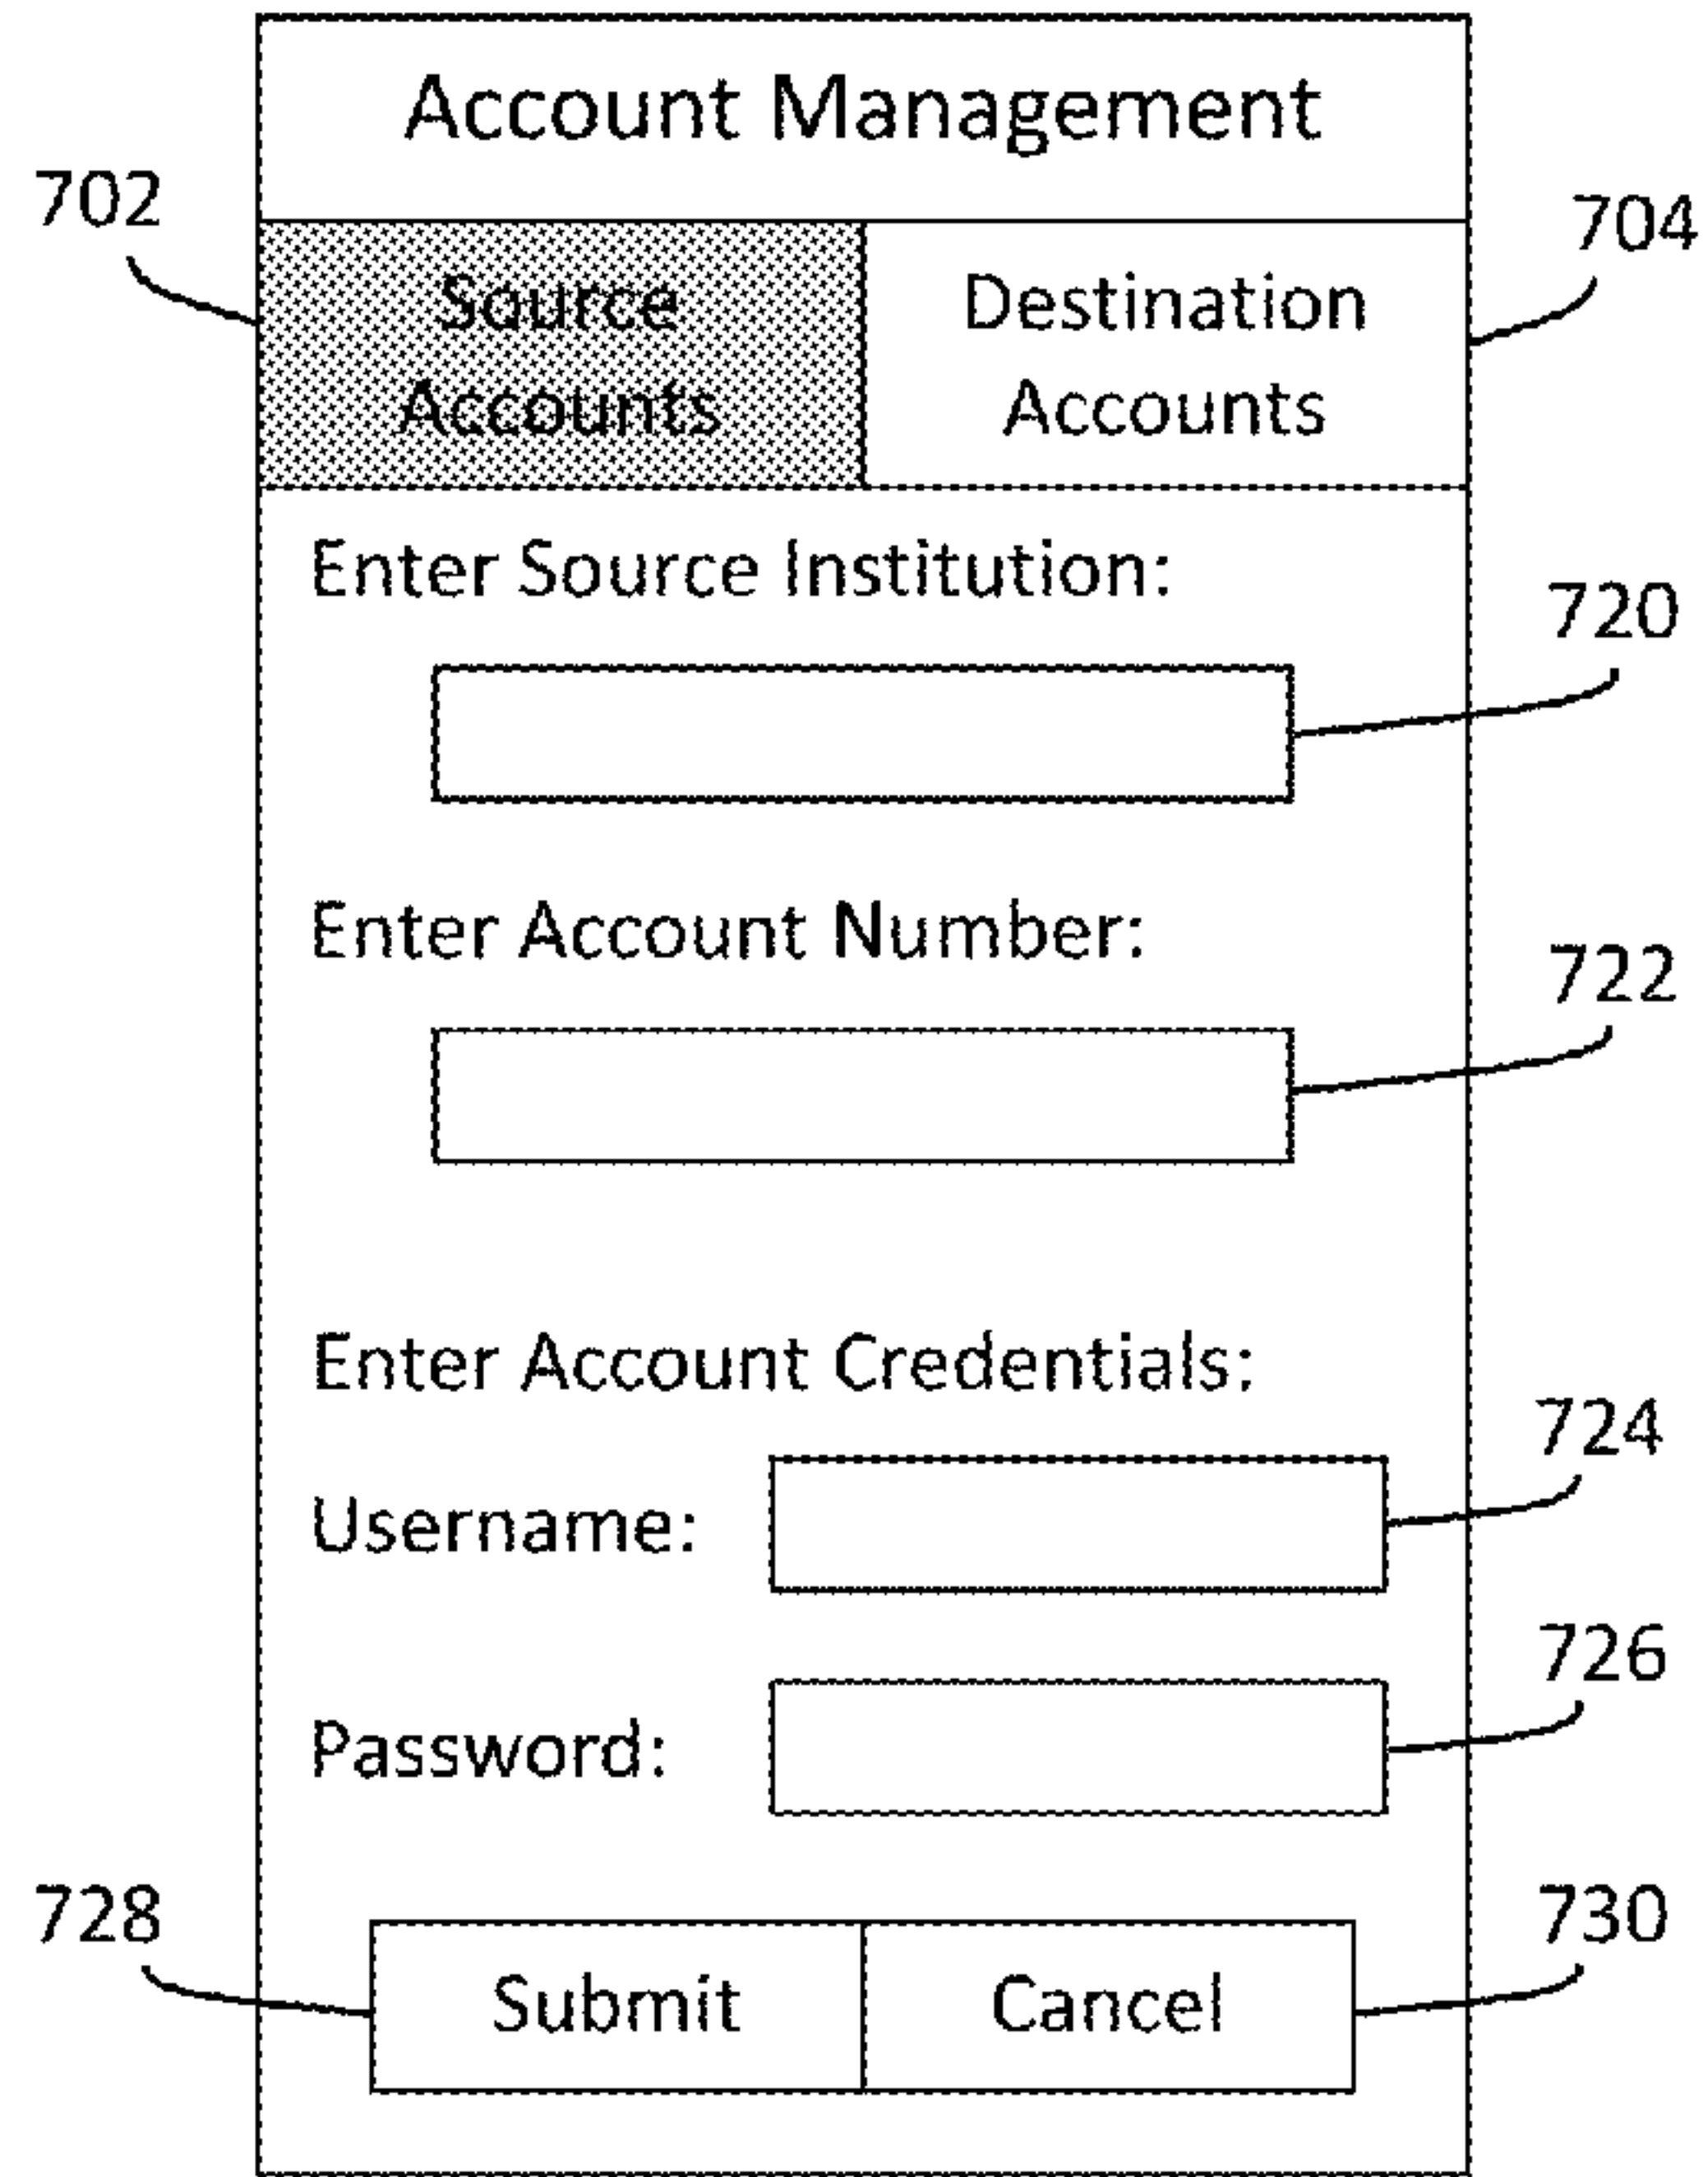 Account Management
702
704
Source
Accounts
Destination
Accounts
Enter Source Institution:
720
Enter Account Number:
722
Enter Account Credentials:
724
Username:
726
Password:
728
730
Submit
Cancel